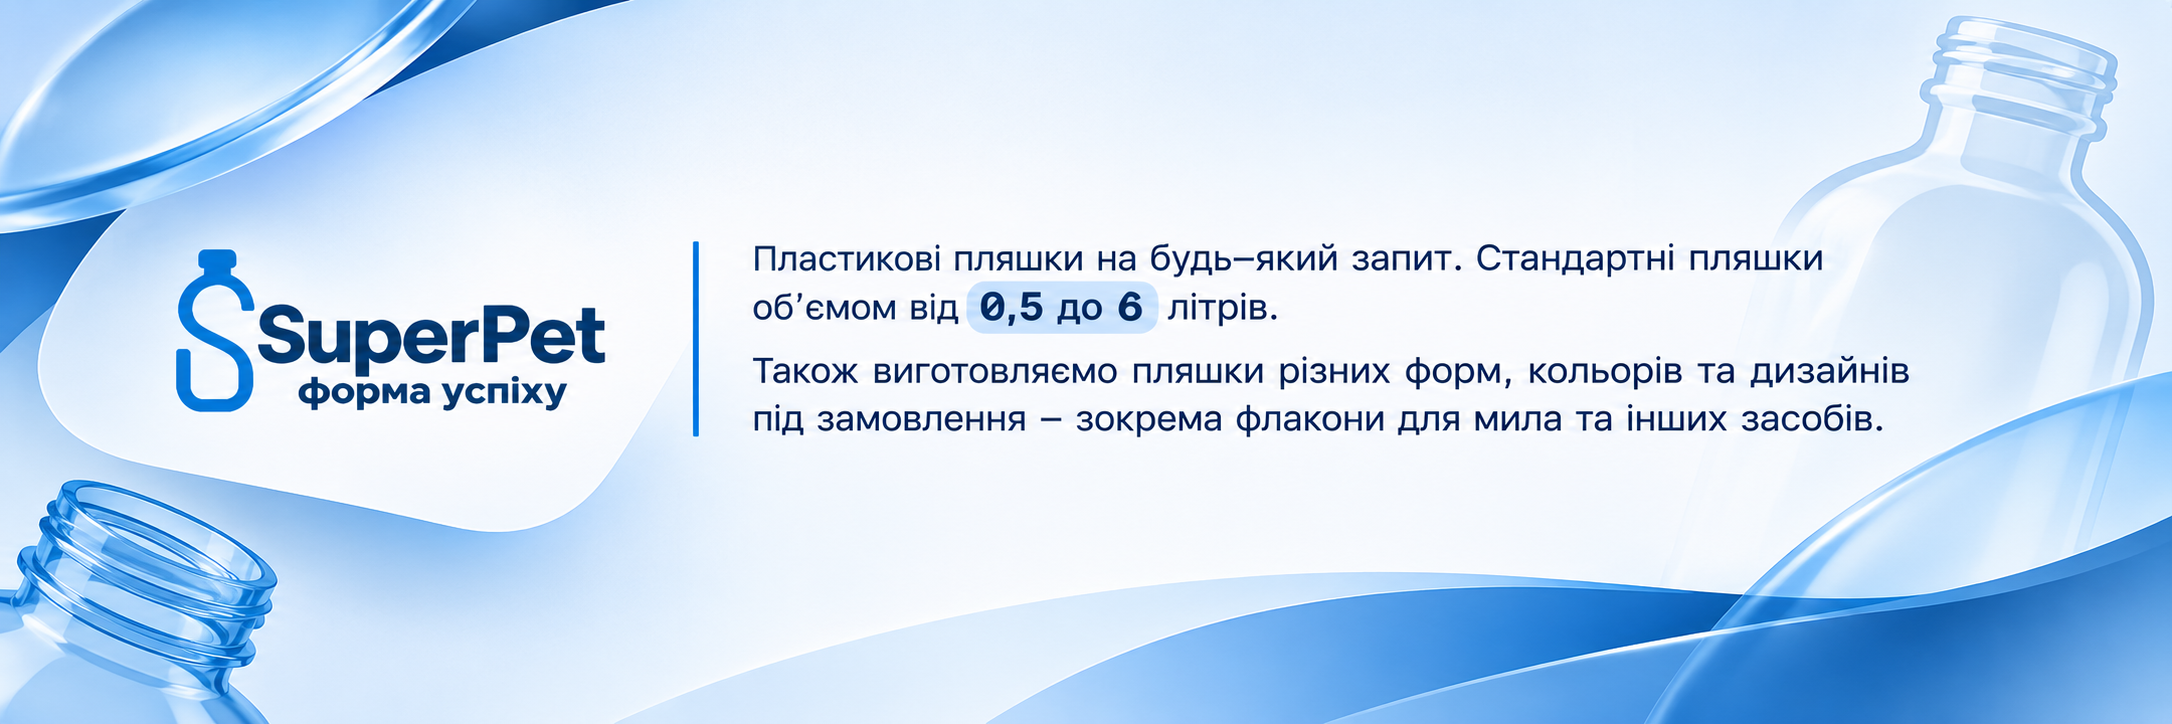 SuperPet
форма успіху
Пластикові пляшки на будь–який запит. Стандартні пляшки
об’ємом від 0,5 до 6 літрів.
Також виготовляємо пляшки різних форм, кольорів та дизайнів
під замовлення – зокрема флакони для мила та інших засобів.